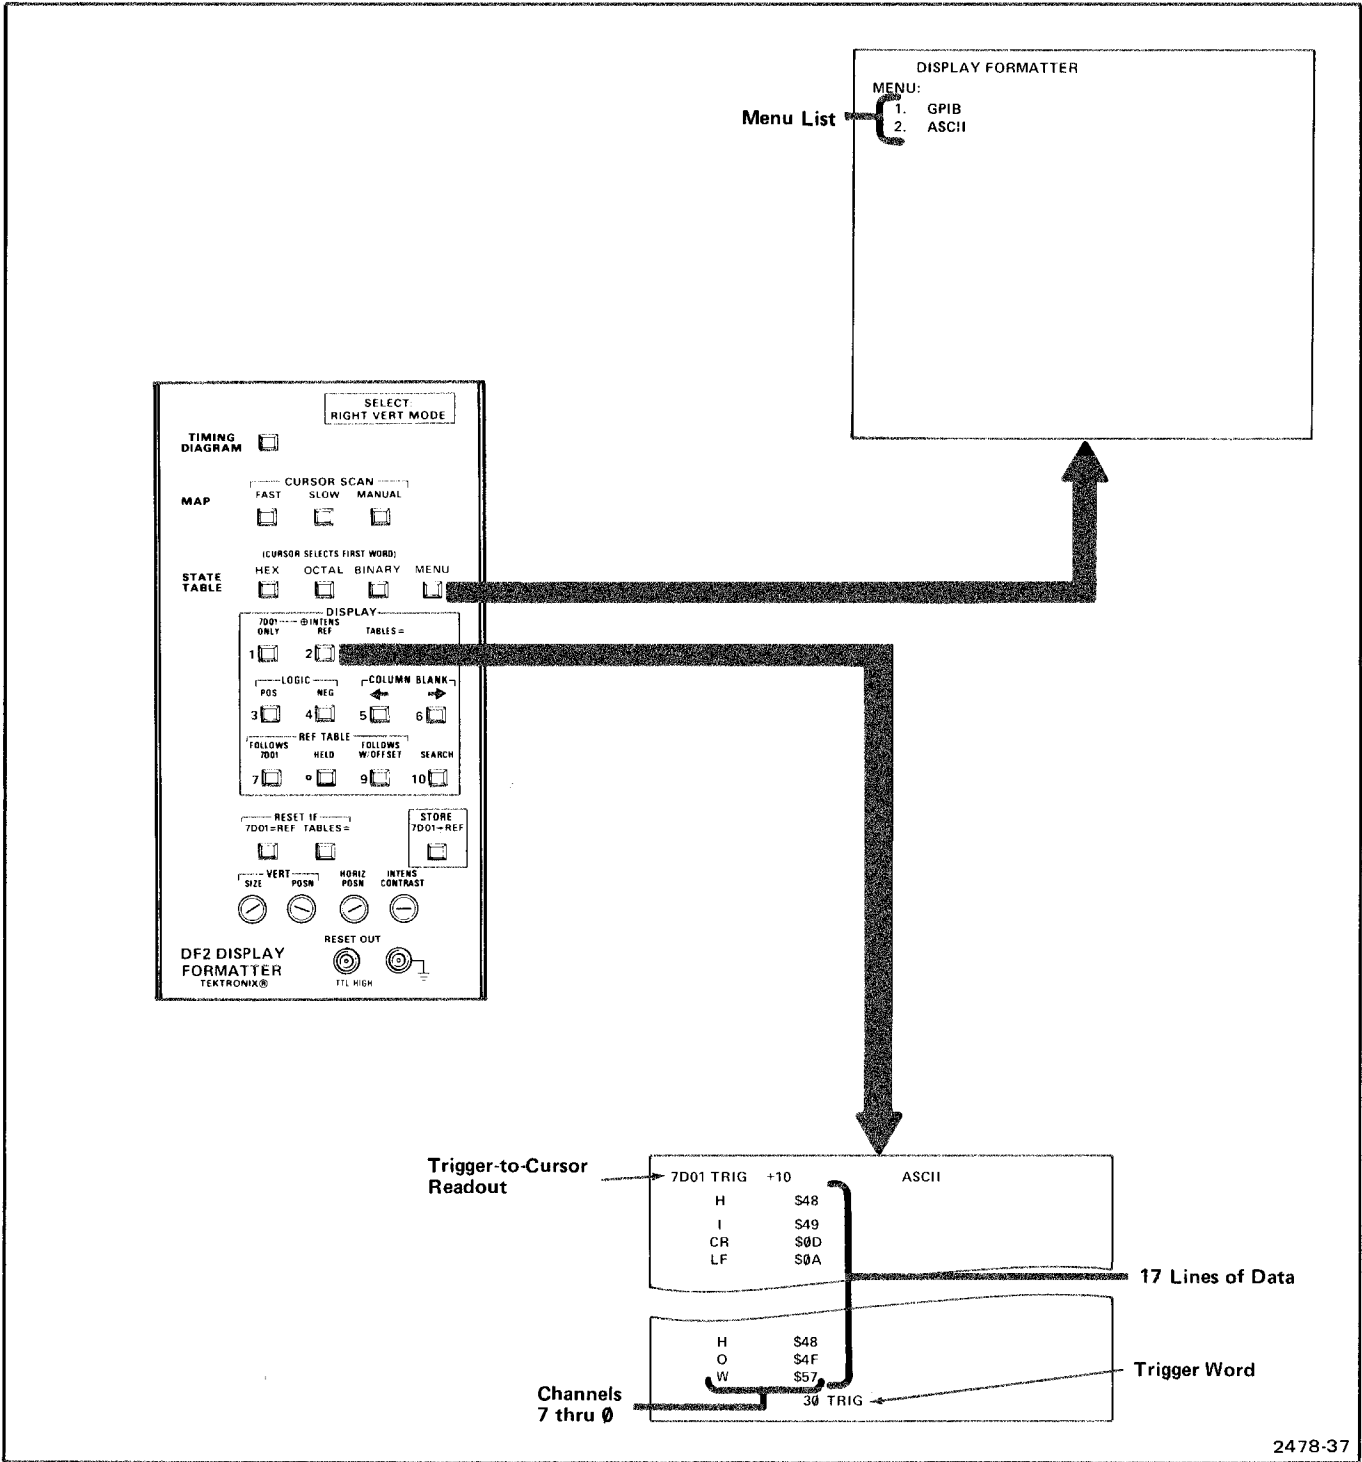 DISPLAY FORMATTER
MENU:
1. GPIB
2. ASCII
Menu List
SELECT:
RIGHT VERT MODE
TIMING
DIAGRAM
MAP
CURSOR SCAN
FAST SLOW MANUAL
(CURSOR SELECTS FIRST WORD)
STATE
TABLE
HEX OCTAL BINARY MENU
DISPLAY
7D01 ⊕INTENS
ONLY REF TABLES =
1 2
LOGIC COLUMN BLANK
POS NEG
3 4 5 6
REF TABLE
FOLLOWS FOLLOWS
7D01 HELD W/OFFSET SEARCH
7 9 10
RESET IF STORE
7D01=REF TABLES= 7D01→REF
VERT HORIZ INTENS
SIZE POSN POSN CONTRAST
RESET OUT
DF2 DISPLAY
FORMATTER
TEKTRONIX®
TTL HIGH
Trigger-to-Cursor
Readout
7D01 TRIG +10 ASCII
H $48
I $49
CR $0D
LF $0A
17 Lines of Data
H $48
O $4F
W $57
30 TRIG
Trigger Word
Channels
7 thru 0
2478-37